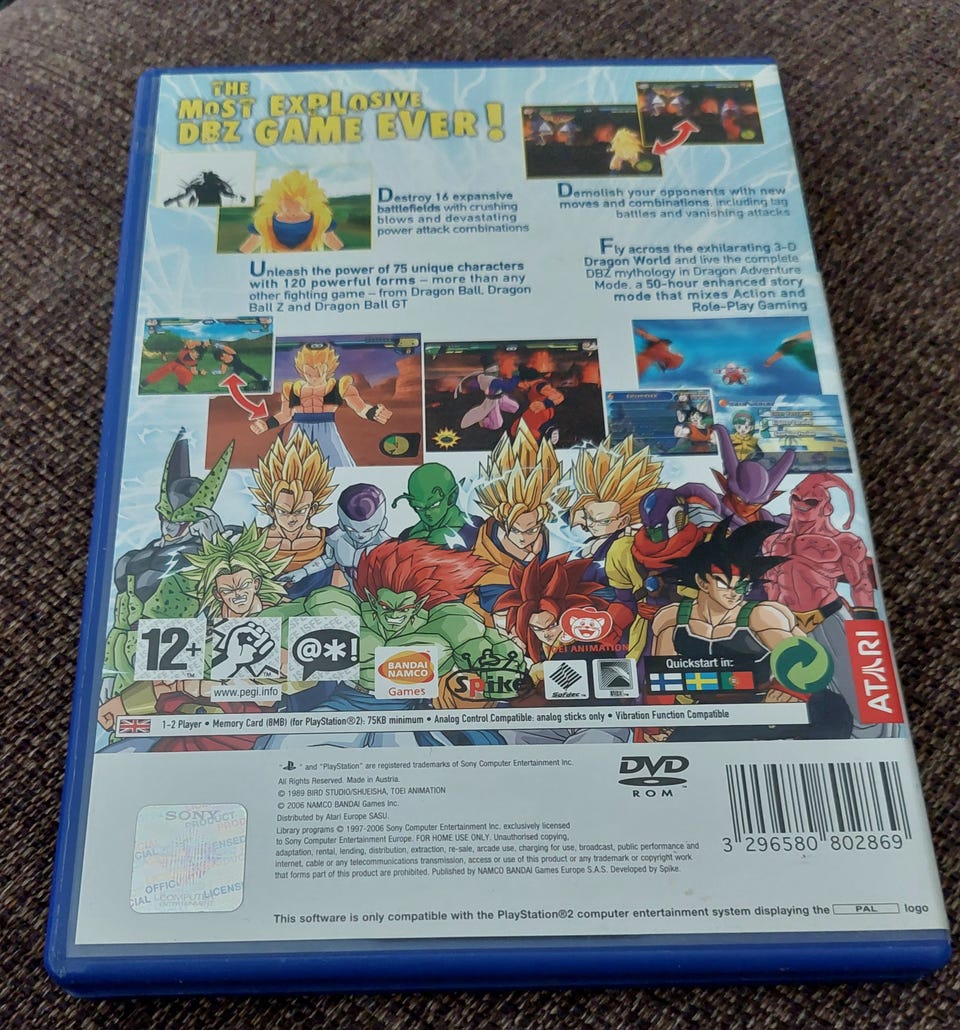 THE
MOST EXPLOSIVE
DBZ GAME EVER!
Destroy 16 expansive
battlefields with crushing
blows and devastating
power attack combinations
Demolish your opponents with new
moves and combinations, including tag
battles and vanishing attacks
Unleash the power of 75 unique characters
with 120 powerful forms – more than any
other fighting game – from Dragon Ball, Dragon
Ball Z and Dragon Ball GT
Fly across the exhilarating 3-D
Dragon World and live the complete
DBZ mythology in Dragon Adventure
Mode, a 50-hour enhanced story
mode that mixes Action and
Role-Play Gaming
12+™
@*!
www.pegi.info
BANDAI
NAMCO
Games
Spike
TOEI ANIMATION
Sofdec™
Quickstart in:
ATARI
1-2 Player • Memory Card (8MB) (for PlayStation®2): 75KB minimum • Analog Control Compatible: analog sticks only • Vibration Function Compatible
" " and "PlayStation" are registered trademarks of Sony Computer Entertainment Inc.
All Rights Reserved. Made in Austria.
© 1989 BIRD STUDIO/SHUEISHA, TOEI ANIMATION
© 2006 NAMCO BANDAI Games Inc.
Distributed by Atari Europe SASU.
Library programs © 1997-2006 Sony Computer Entertainment Inc. exclusively licensed
to Sony Computer Entertainment Europe. FOR HOME USE ONLY. Unauthorised copying,
adaptation, rental, lending, distribution, extraction, re-sale, arcade use, charging for use, broadcast, public performance and
internet, cable or any telecommunications transmission, access or use of this product or any trademark or copyright work
that forms part of this product are prohibited. Published by NAMCO BANDAI Games Europe S.A.S. Developed by Spike.
DVD™
ROM
3 296580 802869
SONY
PRODUCT
OFFICIAL
COMPUTER
ENTERTAINMENT
LICENS
This software is only compatible with the PlayStation®2 computer entertainment system displaying the PAL logo